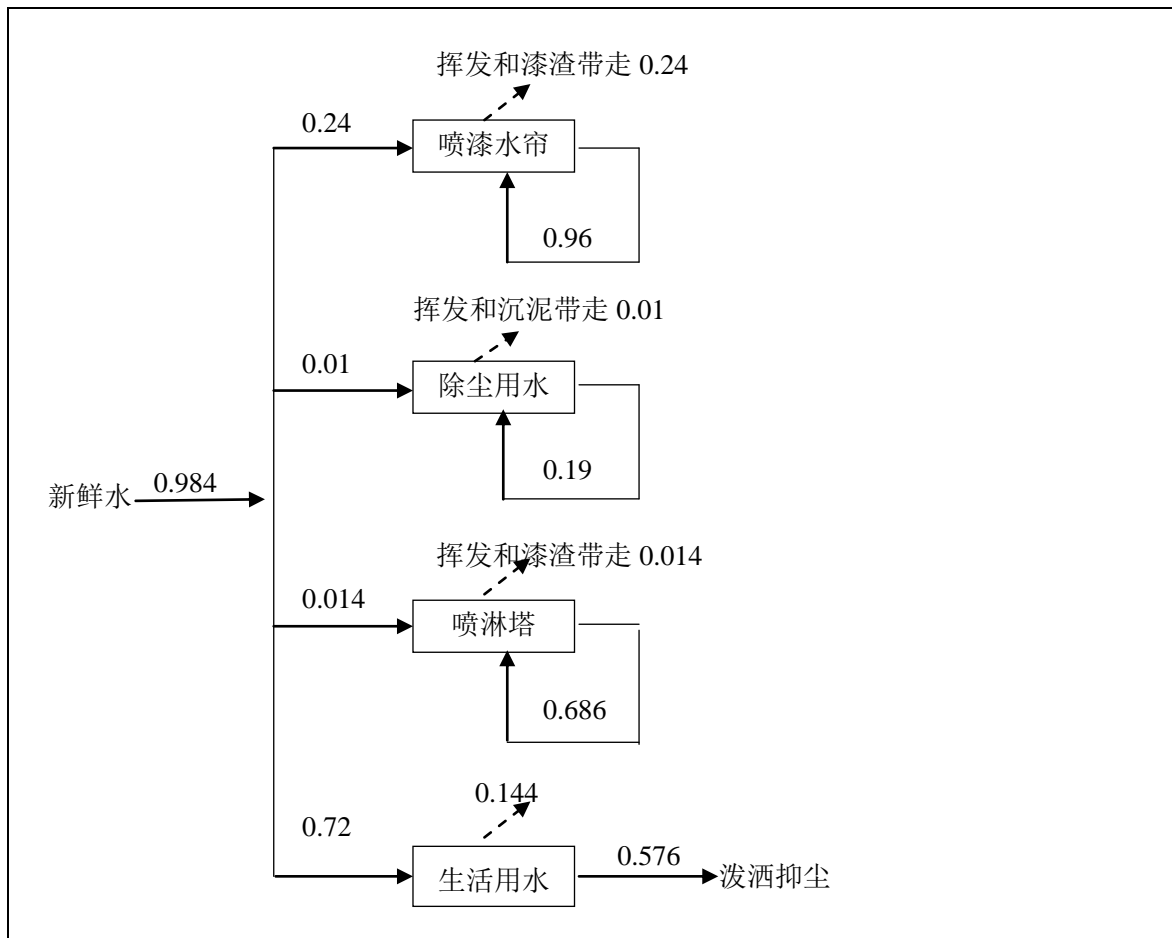 挥发和漆渣带走 0.24
0.24
喷漆水帘
0.96
挥发和沉泥带走 0.01
0.01
除尘用水
0.19
新鲜水
0.984
挥发和漆渣带走 0.014
0.014
喷淋塔
0.686
0.144
0.72
生活用水
0.576
泼洒抑尘